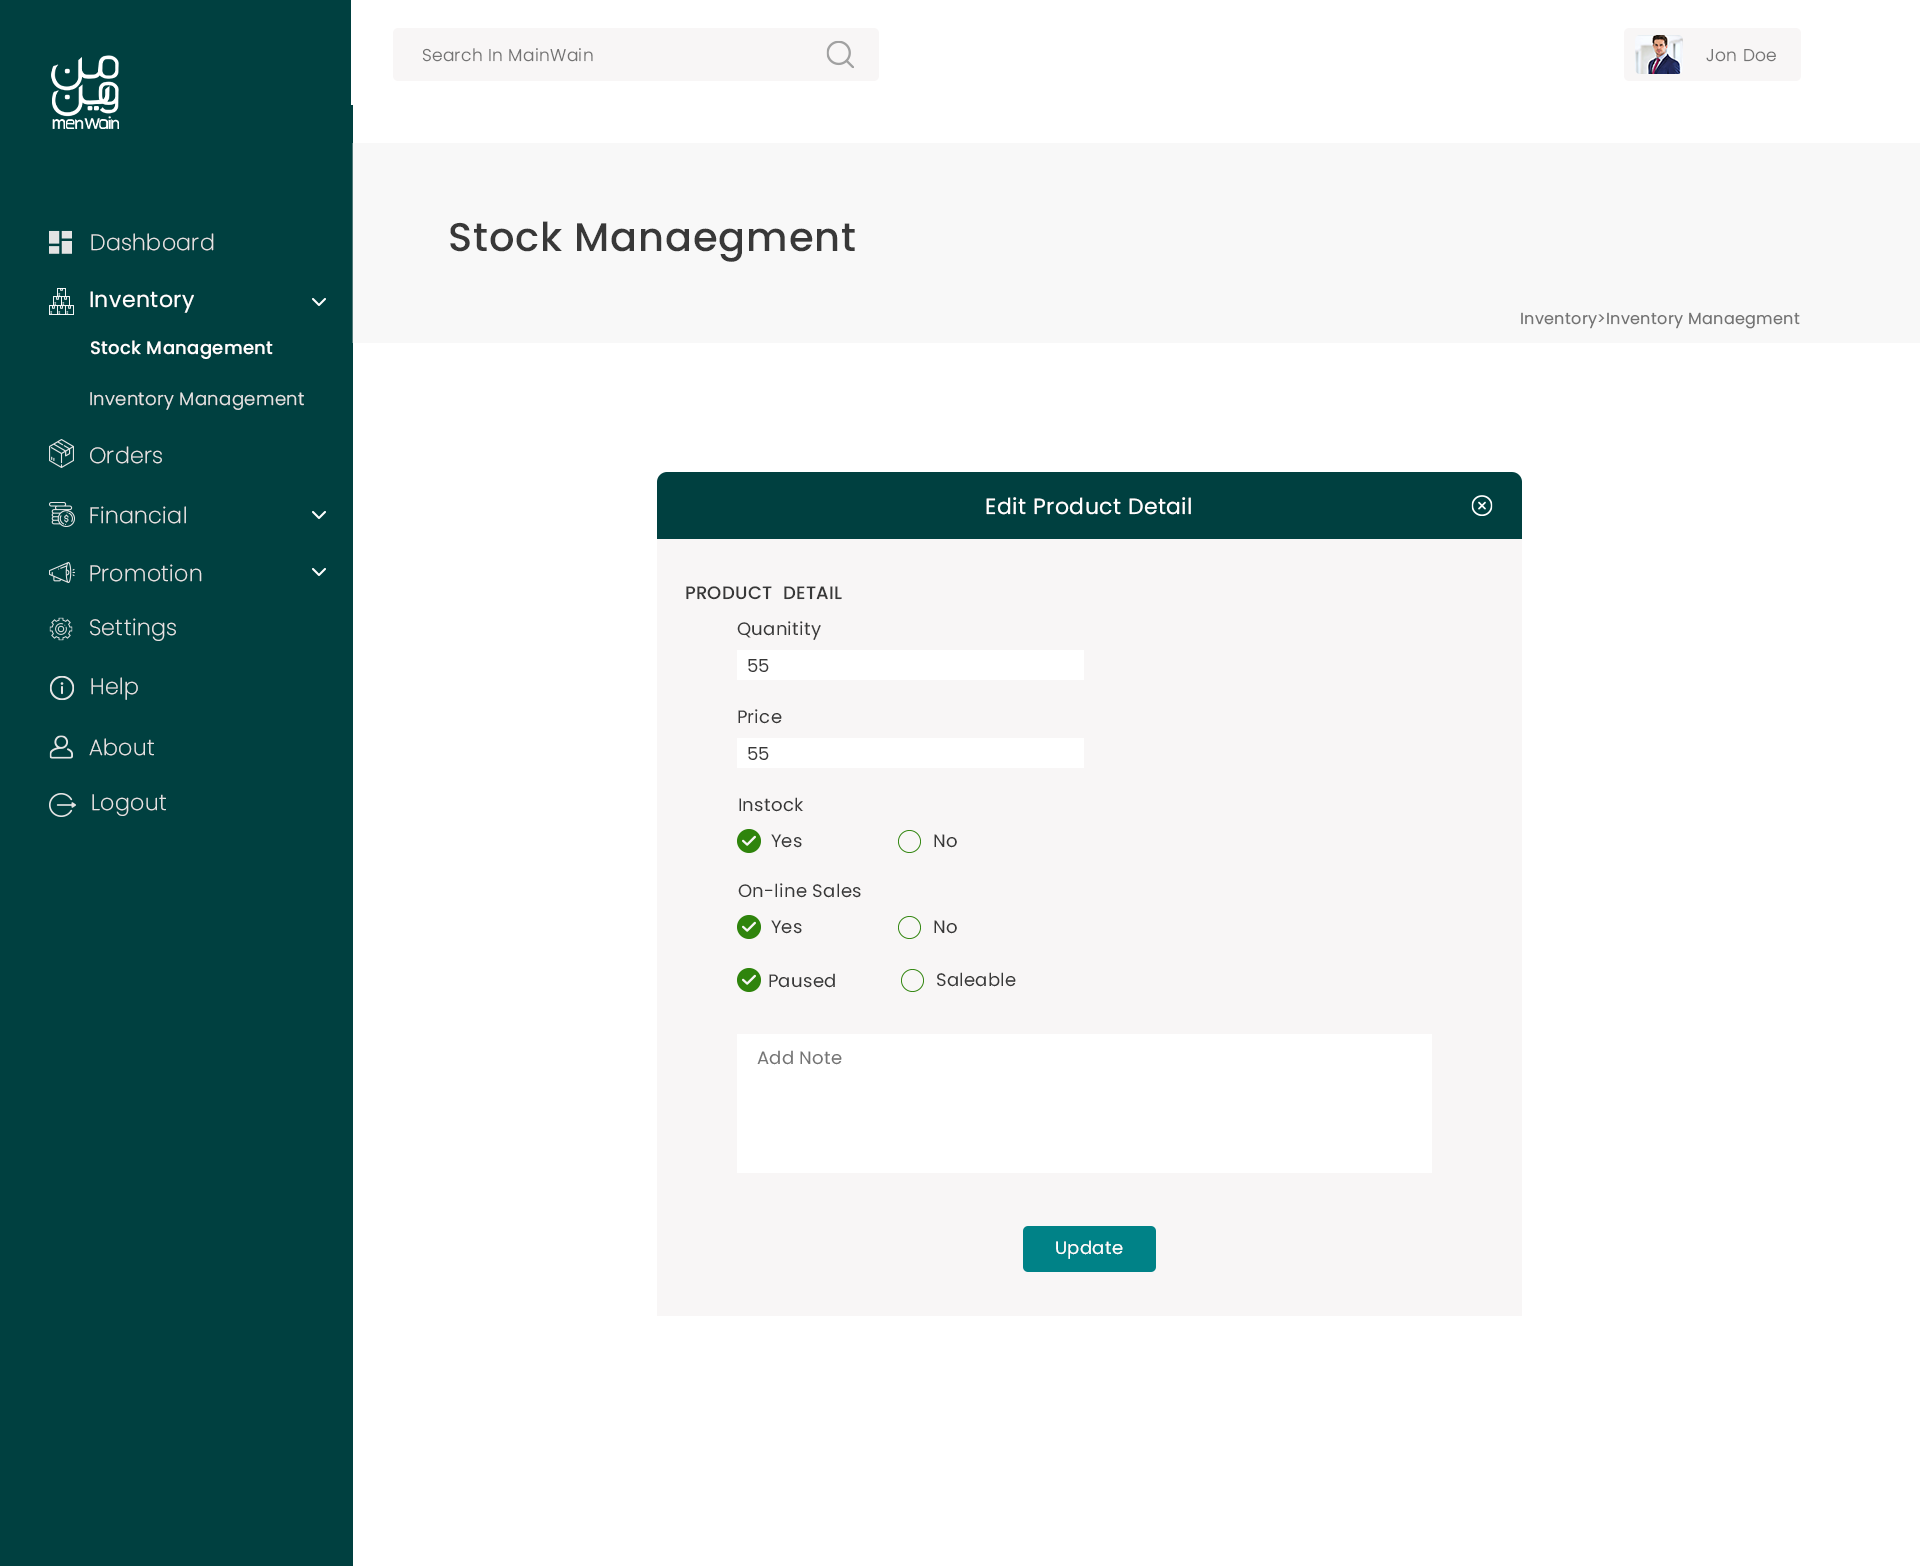 من
وين
menWain
Search In MainWain
Jon Doe
Dashboard
Inventory
Stock Management
Inventory Management
Orders
Financial
Promotion
Settings
Help
About
Logout
Stock Manaegment
Inventory>Inventory Manaegment
Edit Product Detail
PRODUCT DETAIL
Quanitity
55
Price
55
Instock
Yes No
On-line Sales
Yes No
Paused Saleable
Add Note
Update